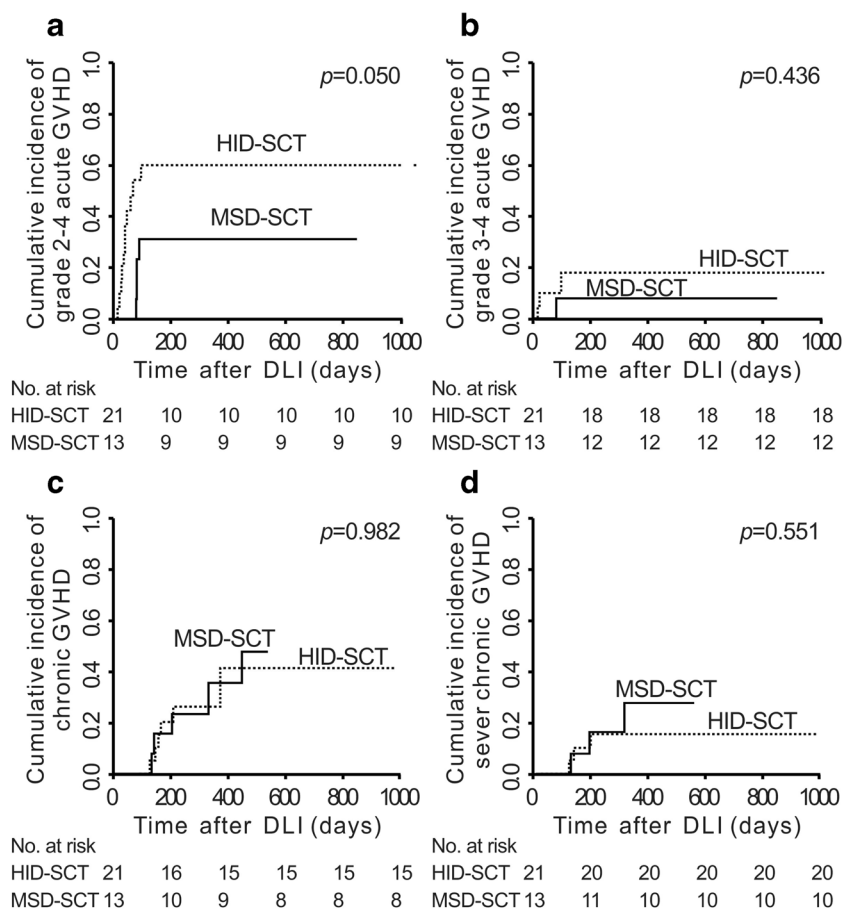 a
Cumulative incidence of
grade 2-4 acute GVHD
0.0 0.2 0.4 0.6 0.8 1.0
p=0.050
HID-SCT
MSD-SCT
0 200 400 600 800 1000
Time after DLI (days)
No. at risk
HID-SCT 21 10 10 10 10 10
MSD-SCT 13 9 9 9 9 9
b
Cumulative incidence of
grade 3-4 acute GVHD
0.0 0.2 0.4 0.6 0.8 1.0
p=0.436
HID-SCT
MSD-SCT
0 200 400 600 800 1000
Time after DLI (days)
No. at risk
HID-SCT 21 18 18 18 18 18
MSD-SCT 13 12 12 12 12 12
c
Cumulative incidence of
chronic GVHD
0.0 0.2 0.4 0.6 0.8 1.0
p=0.982
MSD-SCT
HID-SCT
0 200 400 600 800 1000
Time after DLI (days)
No. at risk
HID-SCT 21 16 15 15 15 15
MSD-SCT 13 10 9 8 8 8
d
Cumulative incidence of
sever chronic GVHD
0.0 0.2 0.4 0.6 0.8 1.0
p=0.551
MSD-SCT
HID-SCT
0 200 400 600 800 1000
Time after DLI (days)
No. at risk
HID-SCT 21 20 20 20 20 20
MSD-SCT 13 11 10 10 10 10